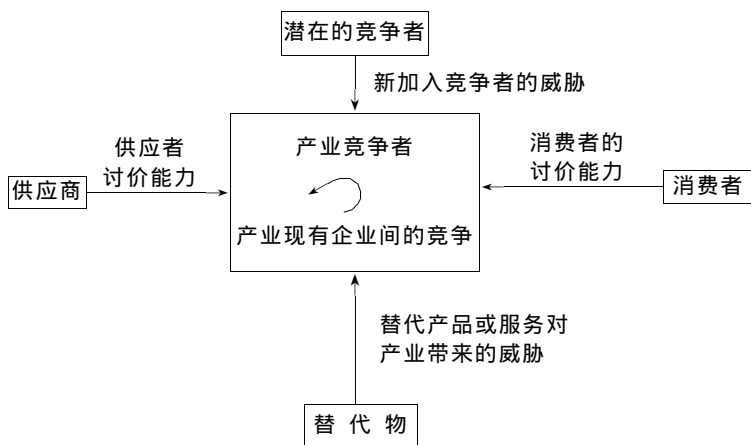 潜在的竞争者
新加入竞争者的威胁
产业竞争者
供应者
讨价能力
消费者的
讨价能力
供应商
消费者
产业现有企业间的竞争
替代产品或服务对
产业带来的威胁
替 代 物